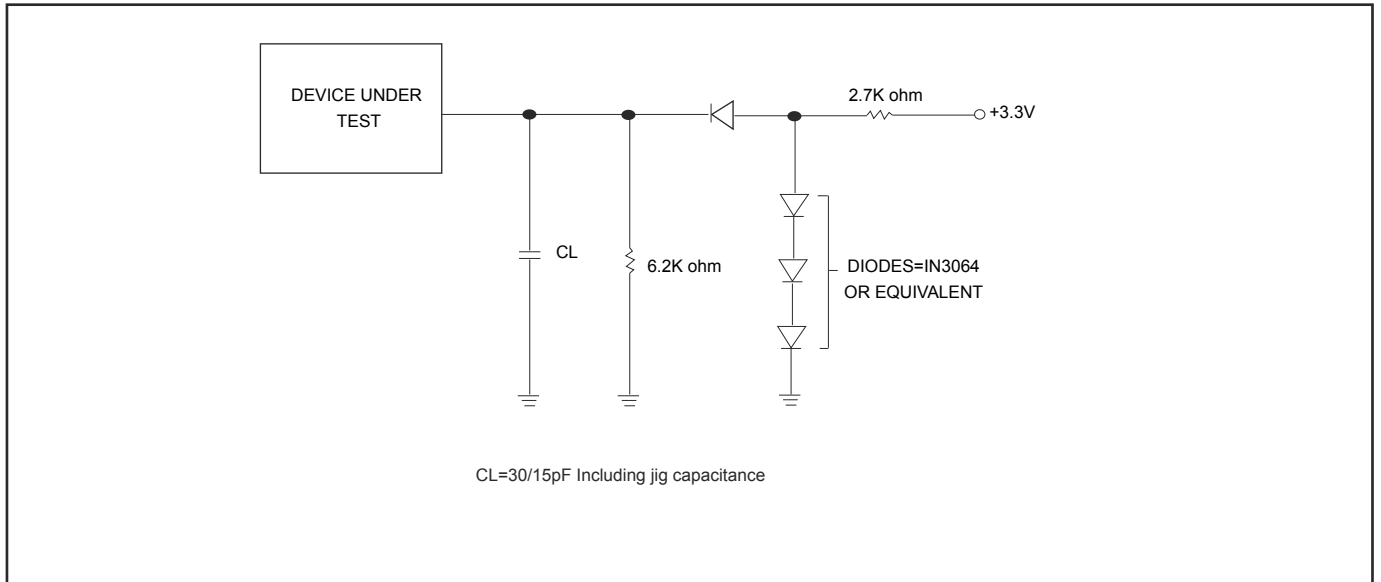 DEVICE UNDER
TEST
2.7K ohm
+3.3V
CL
6.2K ohm
DIODES=IN3064
OR EQUIVALENT
CL=30/15pF Including jig capacitance